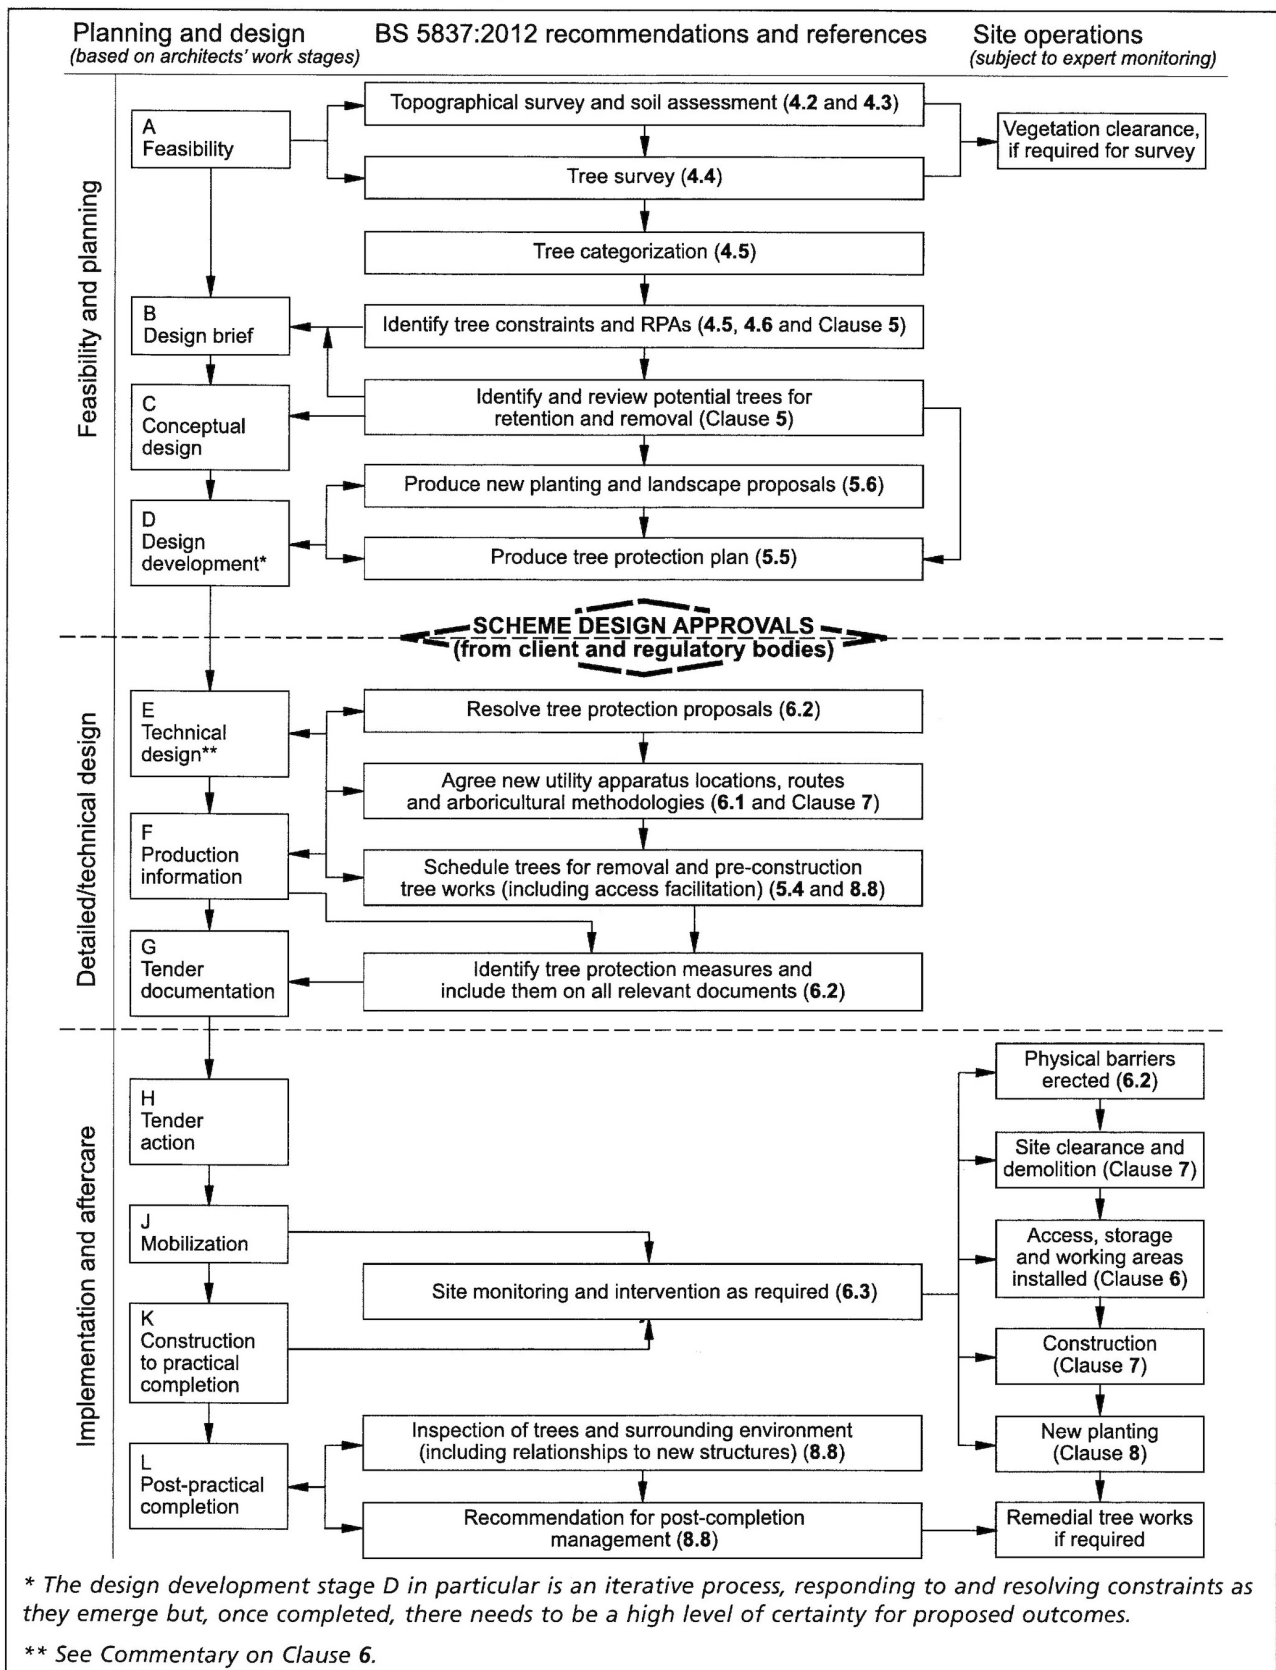 Planning and design
(based on architects' work stages)
BS 5837:2012 recommendations and references
Site operations
(subject to expert monitoring)
Feasibility and planning
A
Feasibility
Topographical survey and soil assessment (4.2 and 4.3)
Vegetation clearance,
if required for survey
Tree survey (4.4)
Tree categorization (4.5)
B
Design brief
Identify tree constraints and RPAs (4.5, 4.6 and Clause 5)
C
Conceptual
design
Identify and review potential trees for
retention and removal (Clause 5)
Produce new planting and landscape proposals (5.6)
D
Design
development*
Produce tree protection plan (5.5)
SCHEME DESIGN APPROVALS
(from client and regulatory bodies)
Detailed/technical design
E
Technical
design**
Resolve tree protection proposals (6.2)
Agree new utility apparatus locations, routes
and arboricultural methodologies (6.1 and Clause 7)
F
Production
information
Schedule trees for removal and pre-construction
tree works (including access facilitation) (5.4 and 8.8)
G
Tender
documentation
Identify tree protection measures and
include them on all relevant documents (6.2)
Implementation and aftercare
H
Tender
action
Physical barriers
erected (6.2)
Site clearance and
demolition (Clause 7)
J
Mobilization
Access, storage
and working areas
installed (Clause 6)
Site monitoring and intervention as required (6.3)
K
Construction
to practical
completion
Construction
(Clause 7)
Inspection of trees and surrounding environment
(including relationships to new structures) (8.8)
New planting
(Clause 8)
L
Post-practical
completion
Recommendation for post-completion
management (8.8)
Remedial tree works
if required
* The design development stage D in particular is an iterative process, responding to and resolving constraints as
they emerge but, once completed, there needs to be a high level of certainty for proposed outcomes.
** See Commentary on Clause 6.